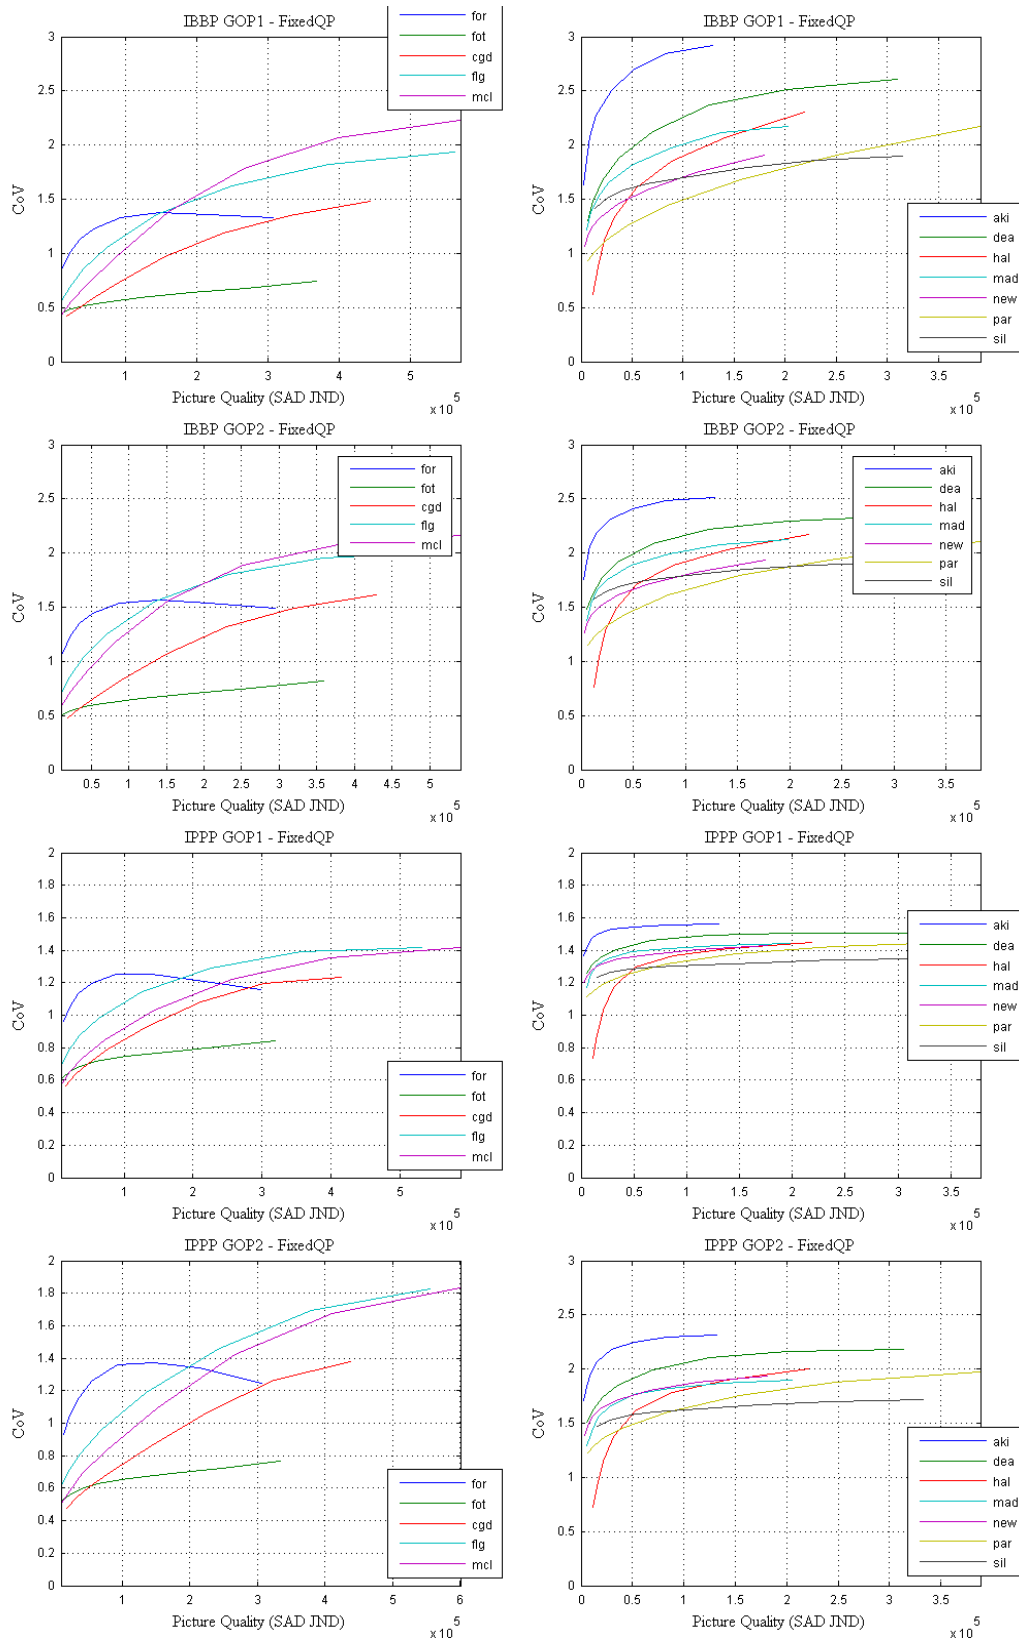 IBBP GOP1 - FixedQP
for
fot
cgd
flg
mcl
3
2.5
2
1.5
1
0.5
0
CoV
1 2 3 4 5
Picture Quality (SAD JND)
x 10 5
IBBP GOP1 - FixedQP
3
2.5
2
1.5
1
0.5
0
CoV
aki
dea
hal
mad
new
par
sil
0 0.5 1 1.5 2 2.5 3 3.5
Picture Quality (SAD JND)
x 10 5
IBBP GOP2 - FixedQP
for
fot
cgd
flg
mcl
3
2.5
2
1.5
1
0.5
0
CoV
0.5 1 1.5 2 2.5 3 3.5 4 4.5 5
Picture Quality (SAD JND)
x 10 5
IBBP GOP2 - FixedQP
aki
dea
hal
mad
new
par
sil
3
2.5
2
1.5
1
0.5
0
CoV
0 0.5 1 1.5 2 2.5 3 3.5
Picture Quality (SAD JND)
x 10 5
IPPP GOP1 - FixedQP
2
1.8
1.6
1.4
1.2
1
0.8
0.6
0.4
0.2
0
CoV
for
fot
cgd
flg
mcl
1 2 3 4 5
Picture Quality (SAD JND)
x 10 5
IPPP GOP1 - FixedQP
2
1.8
1.6
1.4
1.2
1
0.8
0.6
0.4
0.2
0
CoV
aki
dea
hal
mad
new
par
sil
0 0.5 1 1.5 2 2.5 3 3.5
Picture Quality (SAD JND)
x 10 5
IPPP GOP2 - FixedQP
2
1.8
1.6
1.4
1.2
1
0.8
0.6
0.4
0.2
0
CoV
for
fot
cgd
flg
mcl
1 2 3 4 5 6
Picture Quality (SAD JND)
x 10 5
IPPP GOP2 - FixedQP
3
2.5
2
1.5
1
0.5
0
CoV
aki
dea
hal
mad
new
par
sil
0 0.5 1 1.5 2 2.5 3 3.5
Picture Quality (SAD JND)
x 10 5